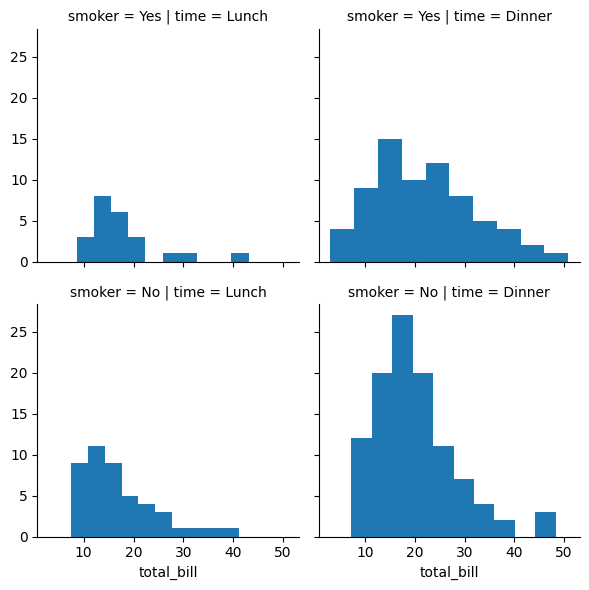 smoker = Yes | time = Lunch
smoker = Yes | time = Dinner
25
20
15
10
5
0
smoker = No | time = Lunch
smoker = No | time = Dinner
25
20
15
10
5
0
10 20 30 40 50
10 20 30 40 50
total_bill
total_bill